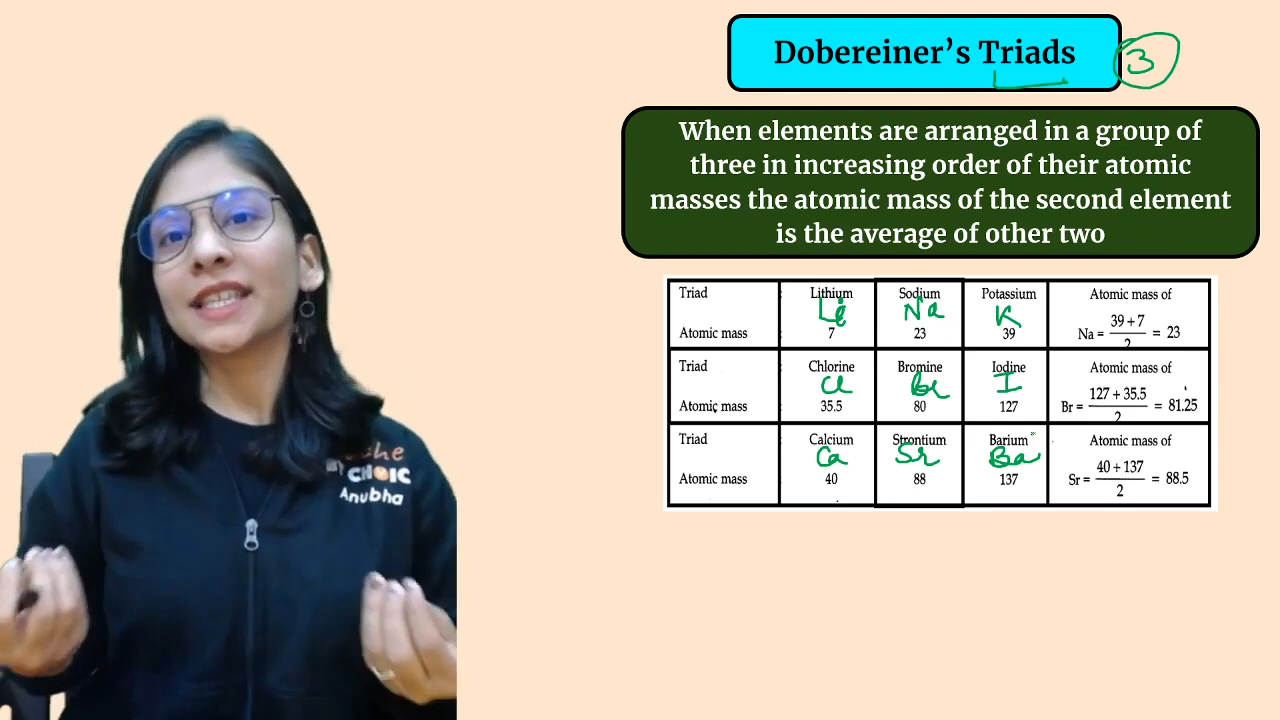 Dobereiner's Triads
3
When elements are arranged in a group of
three in increasing order of their atomic
masses the atomic mass of the second element
is the average of other two
Triad : Lithium Sodium Potassium Atomic mass of
Li Na K
Atomic mass : 7 23 39 Na = 39 + 7 / 2 = 23
Triad : Chlorine Bromine Iodine Atomic mass of
Cl Br I
Atomic mass : 35.5 80 127 Br = 127 + 35.5 / 2 = 81.25
Triad : Calcium Strontium Barium Atomic mass of
Ca Sr Ba
Atomic mass : 40 88 137 Sr = 40 + 137 / 2 = 88.5
BY CHOIC
Anubha